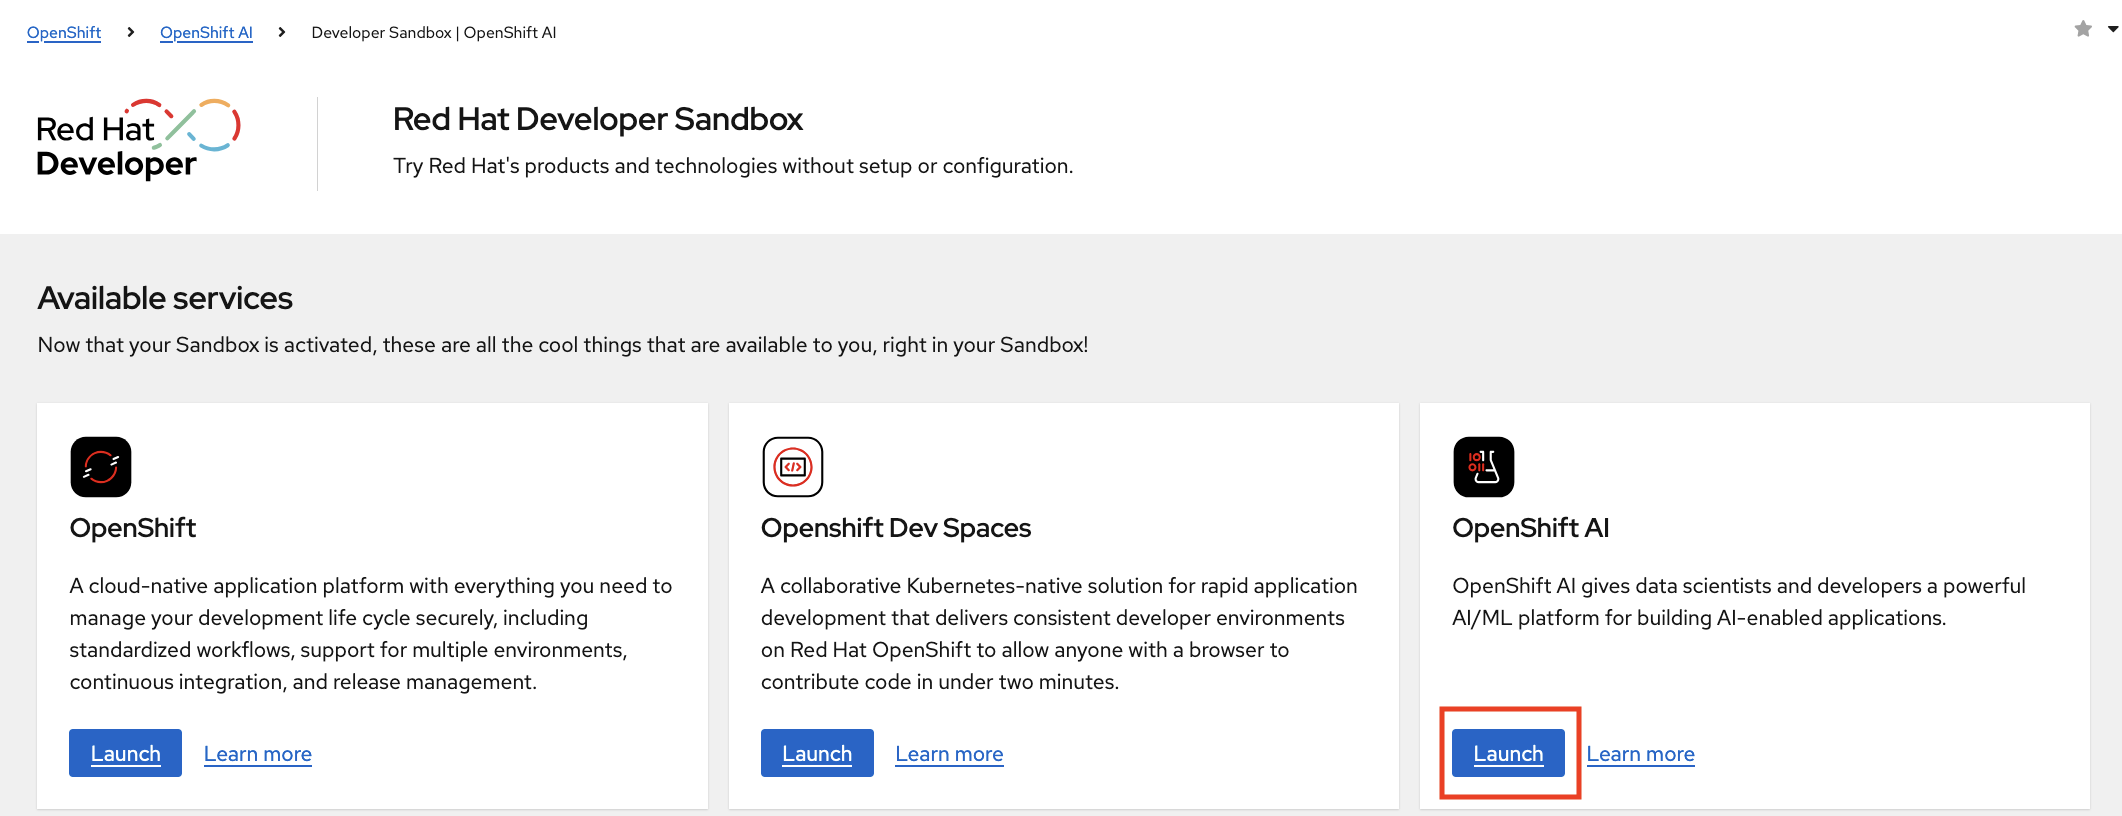 OpenShift > OpenShift AI > Developer Sandbox | OpenShift AI
Red Hat
Developer
Red Hat Developer Sandbox
Try Red Hat's products and technologies without setup or configuration.
Available services
Now that your Sandbox is activated, these are all the cool things that are available to you, right in your Sandbox!
OpenShift
A cloud-native application platform with everything you need to
manage your development life cycle securely, including
standardized workflows, support for multiple environments,
continuous integration, and release management.
Launch Learn more
Openshift Dev Spaces
A collaborative Kubernetes-native solution for rapid application
development that delivers consistent developer environments
on Red Hat OpenShift to allow anyone with a browser to
contribute code in under two minutes.
Launch Learn more
OpenShift AI
OpenShift AI gives data scientists and developers a powerful
AI/ML platform for building AI-enabled applications.
Launch Learn more